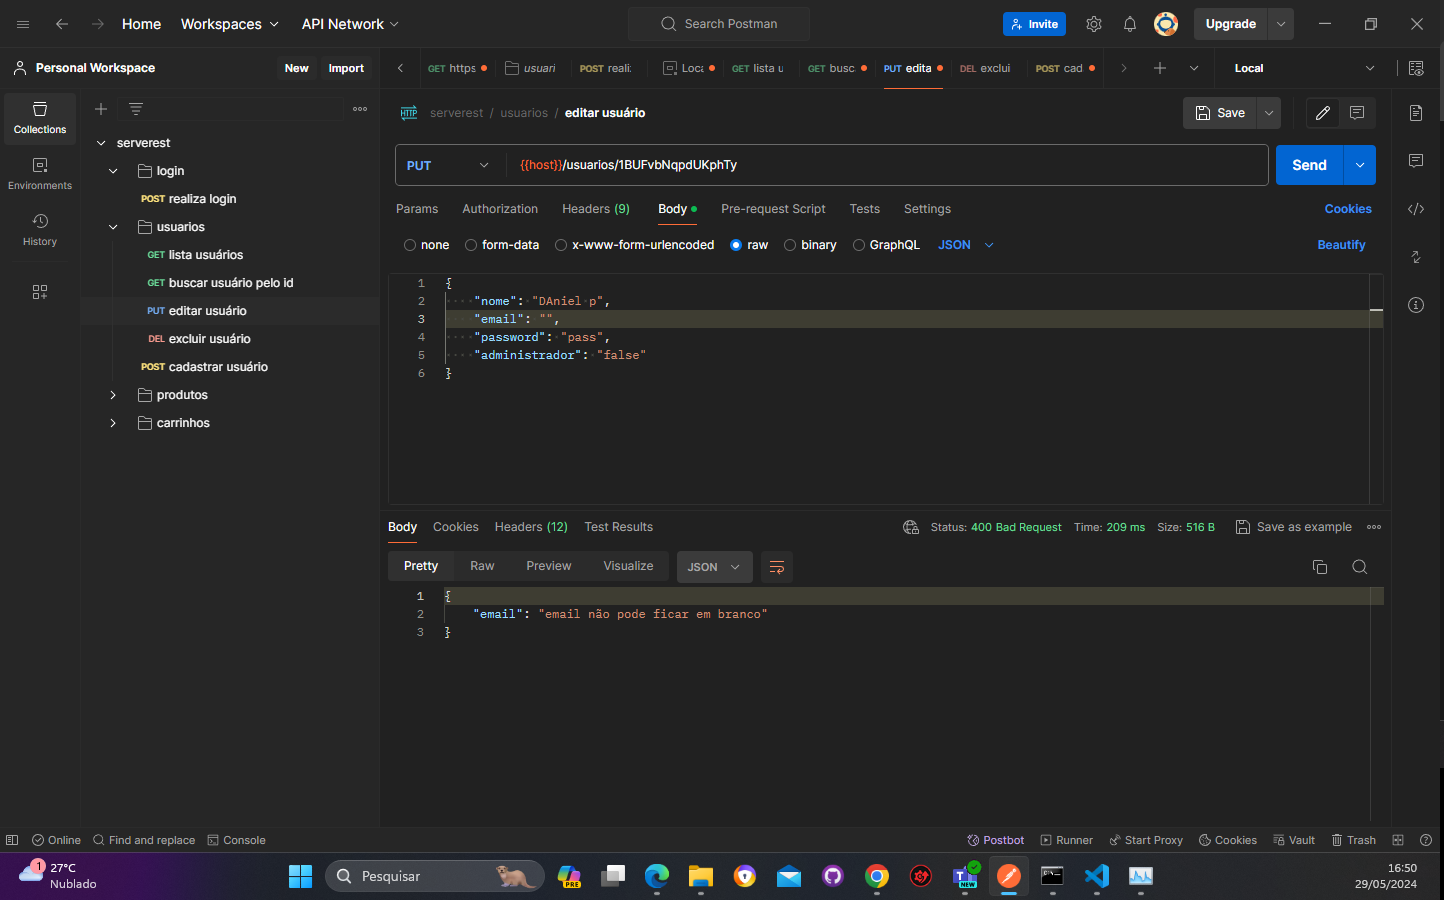 Home Workspaces API Network Search Postman Invite Upgrade
Personal Workspace New Import GET https usuari POST reali: Loca GET lista u GET busc PUT edita DEL exclui POST cad Local
Collections
Environments
History
serverest
login
POST realiza login
usuarios
GET lista usuários
GET buscar usuário pelo id
PUT editar usuário
DEL excluir usuário
POST cadastrar usuário
produtos
carrinhos
HTTP serverest / usuarios / editar usuário Save
PUT {{host}}/usuarios/1BUFvbNqpdUKphTy Send
Params Authorization Headers (9) Body Pre-request Script Tests Settings Cookies
none form-data x-www-form-urlencoded raw binary GraphQL JSON Beautify
1 {
2 "nome": "DAniel p",
3 "email": "",
4 "password": "pass",
5 "administrador": "false"
6 }
Body Cookies Headers (12) Test Results Status: 400 Bad Request Time: 209 ms Size: 516 B Save as example
Pretty Raw Preview Visualize JSON
1 {
2 "email": "email não pode ficar em branco"
3 }
Online Find and replace Console Postbot Runner Start Proxy Cookies Vault Trash
1 27°C
Nublado
Pesquisar
PRE
NEW
16:50
29/05/2024